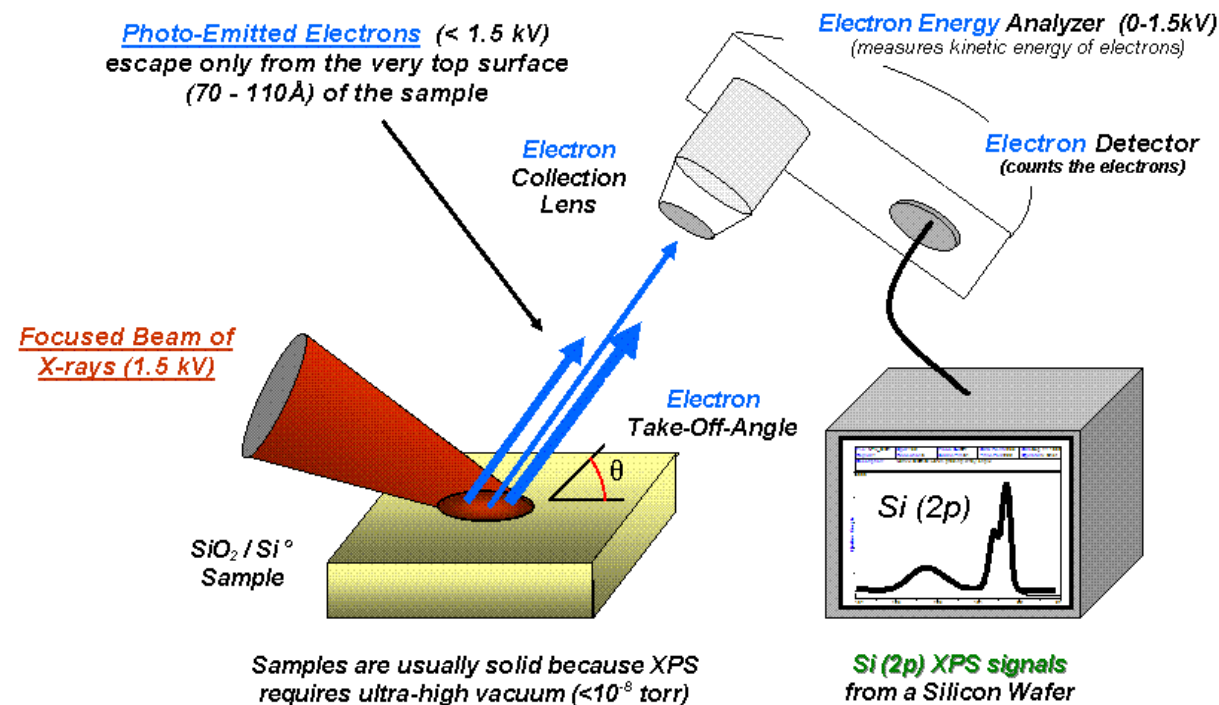 Photo-Emitted Electrons (< 1.5 kV)
escape only from the very top surface
(70 - 110Å) of the sample
Electron Energy Analyzer (0-1.5kV)
(measures kinetic energy of electrons)
Electron
Collection
Lens
Electron Detector
(counts the electrons)
Focused Beam of
X-rays (1.5 kV)
Electron
Take-Off-Angle
θ
Si (2p)
SiO₂ / Si°
Sample
Samples are usually solid because XPS
requires ultra-high vacuum (<10⁻⁸ torr)
Si (2p) XPS signals
from a Silicon Wafer